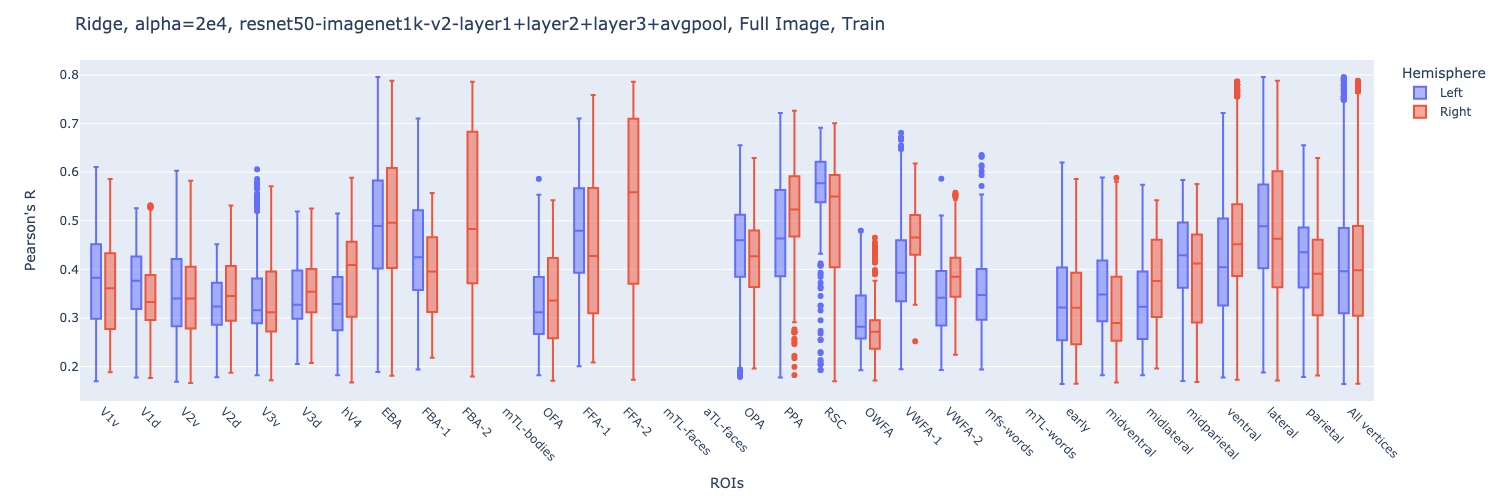 Ridge, alpha=2e4, resnet50-imagenet1k-v2-layer1+layer2+layer3+avgpool, Full Image, Train
Hemisphere
Left
Right
Pearson's R
0.8
0.7
0.6
0.5
0.4
0.3
0.2
V1v
V1d
V2v
V2d
V3v
V3d
hV4
EBA
FBA-1
FBA-2
mTL-bodies
OFA
FFA-1
FFA-2
mTL-faces
aTL-faces
OPA
PPA
RSC
OWFA
VWFA-1
VWFA-2
mfs-words
mTL-words
early
midventral
midlateral
midparietal
ventral
lateral
parietal
All vertices
ROIs